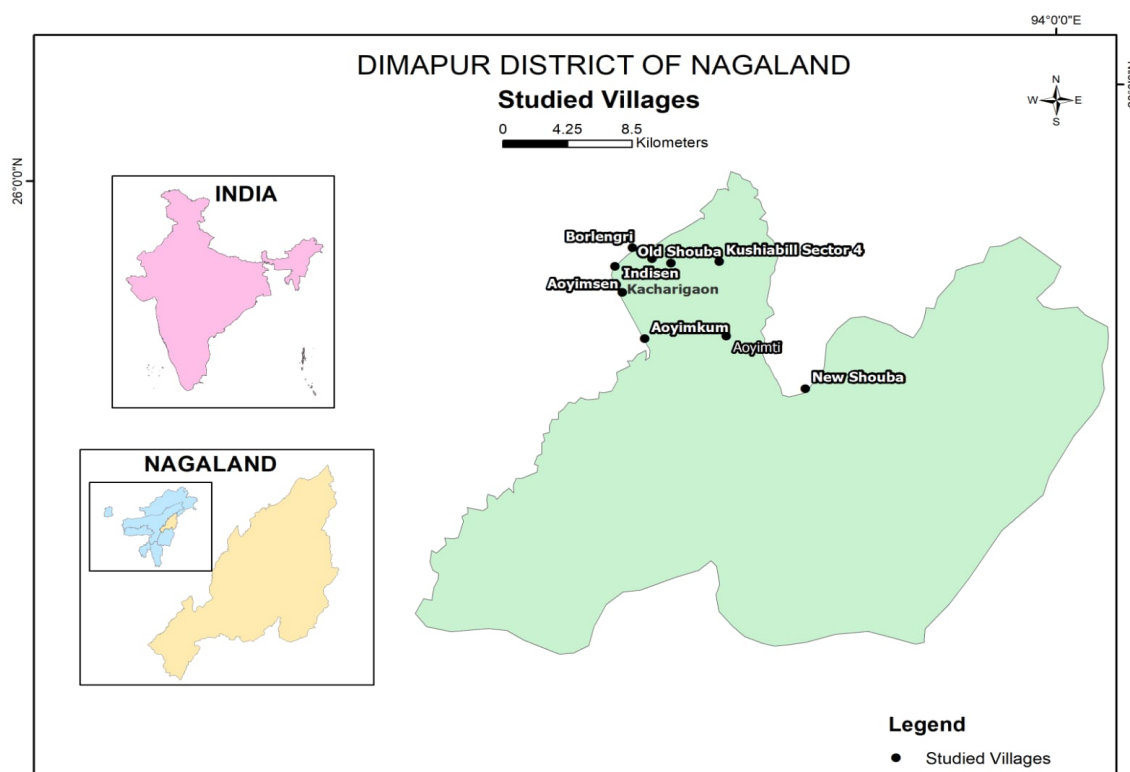 94°0'0"E
DIMAPUR DISTRICT OF NAGALAND
Studied Villages
0 4.25 8.5
Kilometers
N
W E
S
26°0'0"N
INDIA
Borlengri
Old Shouba
Kushiabill Sector 4
Indisen
Aoyimsen
Kacharigaon
Aoyimkum
Aoyimti
New Shouba
NAGALAND
Legend
Studied Villages